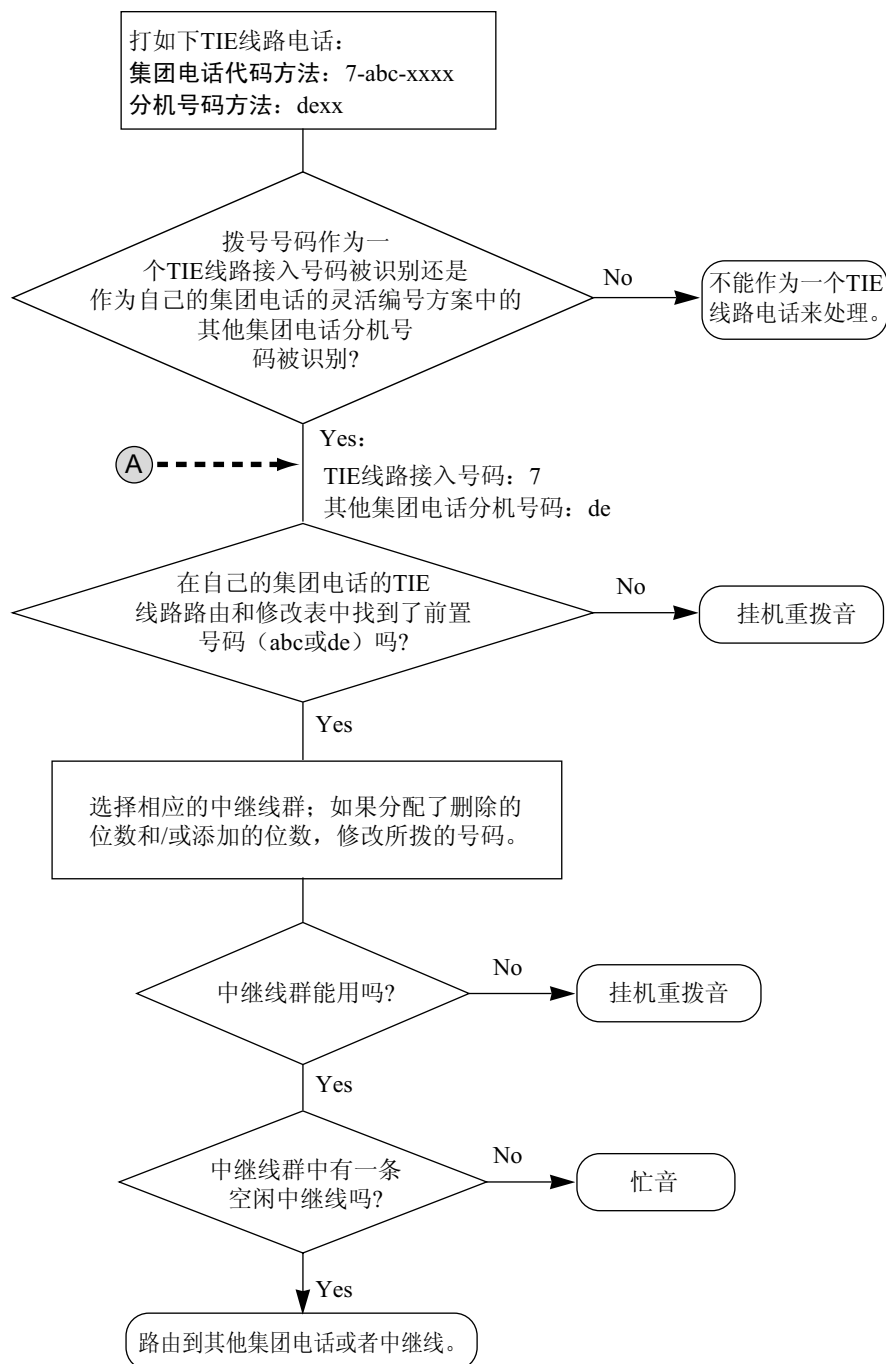 打如下TIE线路电话：
集团电话代码方法：7-abc-xxxx
分机号码方法：dexx
拨号号码作为一
个TIE线路接入号码被识别还是
作为自己的集团电话的灵活编号方案中的
其他集团电话分机号
码被识别?
No
不能作为一个TIE
线路电话来处理。
Yes：
A
TIE线路接入号码：7
其他集团电话分机号码：de
在自己的集团电话的TIE
线路路由和修改表中找到了前置
号码（abc或de）吗?
No
挂机重拨音
Yes
选择相应的中继线群；如果分配了删除的
位数和/或添加的位数，修改所拨的号码。
中继线群能用吗?
No
挂机重拨音
Yes
中继线群中有一条
空闲中继线吗?
No
忙音
Yes
路由到其他集团电话或者中继线。